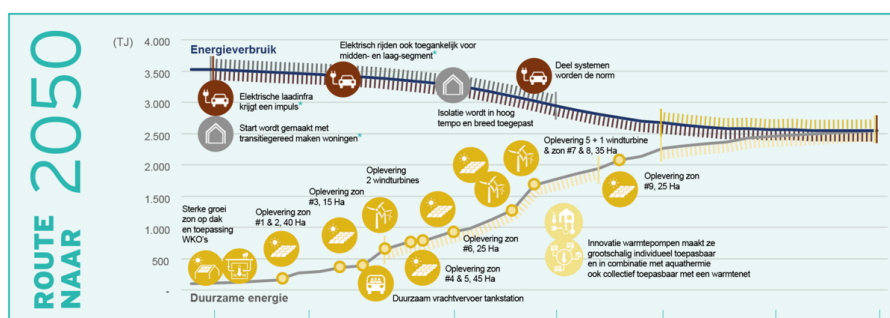 ROUTE
NAAR 2050
(TJ)
4.000
3.500
3.000
2.500
2.000
1.500
1.000
500
-
Energieverbruik
Elektrische laadinfra
krijgt een impuls*
Start wordt gemaakt met
transitiegereed maken woningen*
Elektrisch rijden ook toegankelijk voor
midden- en laag-segment*
Isolatie wordt in hoog
tempo en breed toegepast
Deel systemen
worden de norm
Sterke groei
zon op dak
en toepassing
WKO's
Oplevering zon
#1 & 2, 40 Ha
Oplevering zon
#3, 15 Ha
Oplevering
2 windturbines
Duurzaam vrachtvervoer tankstation
Oplevering zon
#4 & 5, 45 Ha
Oplevering zon
#6, 25 Ha
Oplevering 5 + 1 windturbine
& zon #7 & 8, 35 Ha
Oplevering zon
#9, 25 Ha
Innovatie warmtepompen maakt ze
grootschalig individueel toepasbaar
en in combinatie met aquathermie
ook collectief toepasbaar met een warmtenet
Duurzame energie